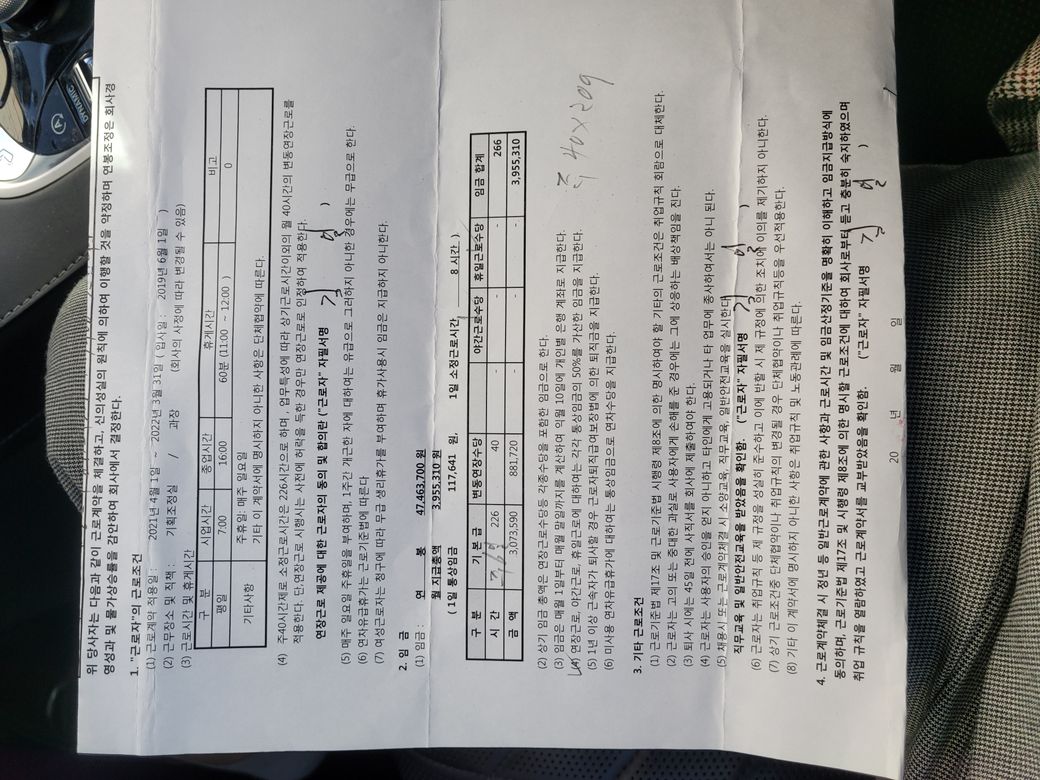 위 당사자는 다음과 같이 근로계약을 체결하고, 신의성실의 원칙에 의하여 이행할 것을 약정하며 연봉조정은 회사경
영성과 및 물가상승률을 감안하여 회사에서 결정한다.
1. "근로자"의 근로조건
(1) 근로계약 적용일 : 2021년 4월 1일 ~ 2022년 3월 31일 ( 입사일 : 2019년 6월 1일 )
(2) 근무장소 및 직책 : 기획조정실 / 과장 (회사의 사정에 따라 변경될 수 있음)
(3) 근로시간 및 휴게시간
구 분 시업시간 종업시간 휴게시간 비고
평일 7:00 16:00 60분 (11:00 ~ 12:00 ) 0
기타사항 주휴일: 매주 일요일
기타 이 계약서에 명시하지 아니한 사항은 단체협약에 따른다.
(4) 주40시간제로 소정근로시간은 226시간으로 하며, 업무특성에 따라 상기근로시간이외의 월 40시간의 변동연장근로를
적용한다. 단,연장근로 시행시는 사전에 허락을 득한 경우만 연장근로로 인정하여 적용한다.
연장근로 제공에 대한 근로자의 동의 및 합의란 ("근로자" 자필서명 )
(5) 매주 일요일 주휴일을 부여하며, 1주간 개근한 자에 대하여는 유급으로 그러하지 아니한 경우에는 무급으로 한다.
(6) 연차유급휴가는 근로기준법에 따른다
(7) 여성근로자는 청구에 따라 무급 생리휴가를 부여하며 휴가사용시 임금은 지급하지 아니한다.
2. 임 금
(1) 임금 : 연 봉 47,463,700 원
월 지급총액 3,955,310 원
( 1일 통상임금 117,641 원, 1일 소정근로시간 8 시간 )
구 분 기 본 급 변동연장수당 야간근로수당 휴일근로수당 임금 합계
시 간 226 40 - - - 266
금 액 3,073,590 881,720 - - - 3,955,310
40×209
(2) 상기 임금 총액은 연장근로수당등 각종수당을 포함한 임금으로 한다.
(3) 임금은 매월 1일부터 매월 말일까지를 계산하여 익월 10일에 개인별 은행 계좌로 지급한다.
(4) 연장근로, 야간근로, 휴일근로에 대하여는 각각 통상임금의 50%를 가산한 임금을 지급한다.
(5) 1년 이상 근속자가 퇴사할 경우 근로자퇴직급여보장법에 의한 퇴직금을 지급한다.
(6) 미사용 연차유급휴가에 대하여는 통상임금으로 연차수당을 지급한다.
3. 기타 근로조건
(1) 근로기준법 제17조 및 근로기준법 시행령 제8조에 의한 명시하여야 할 기타의 근로조건은 취업규칙 회람으로 대체한다.
(2) 근로자는 고의 또는 중대한 과실로 사용자에게 손해를 준 경우에는 그에 상응하는 배상책임을 진다.
(3) 퇴사 시에는 45일 전에 사직서를 회사에 제출하여야 한다.
(4) 근로자는 사용자의 승인을 얻지 아니하고 타인에게 고용되거나 타 업무에 종사하여서는 아니 된다.
(5) 채용시 또는 근로계약체결 시 소양교육, 직무교육, 일반안전교육을 실시한다.
직무교육 및 일반안전교육을 받았음을 확인함. ("근로자" 자필서명 )
(6) 근로자는 취업규칙 등 제 규정을 성실히 준수하고 이에 반할 시 제 규정에 의한 조치에 이의를 제기하지 아니한다.
(7) 상기 근로조건중 단체협약이나 취업규칙의 변경될 경우 단체협약이나 취업규칙등을 우선적용한다.
(8) 기타 이 계약서에 명시하지 아니한 사항은 취업규칙 및 노동관례에 따른다.
4. 근로계약체결 시 정년 등 일반근로계약에 관한 사항과 근로시간 및 임금산정기준을 명확히 이해하고 임금지급방식에
동의하며, 근로기준법 제17조 및 시행령 제8조에 의한 명시할 근로조건에 대하여 회사로부터 듣고 충분히 숙지하였으며
취업 규칙을 열람하였고 근로계약서를 교부받았음을 확인함. ("근로자" 자필서명 )
20 년 월 일
DYNAMIC
A